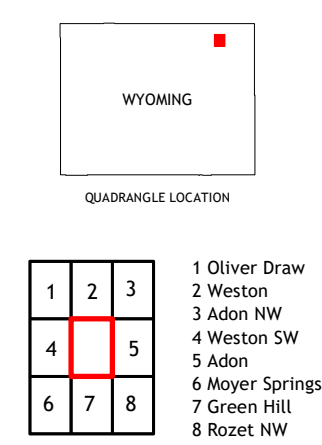 WYOMING
QUADRANGLE LOCATION
1 2 3
4 5
6 7 8
1 Oliver Draw
2 Weston
3 Adon NW
4 Weston SW
5 Adon
6 Moyer Springs
7 Green Hill
8 Rozet NW